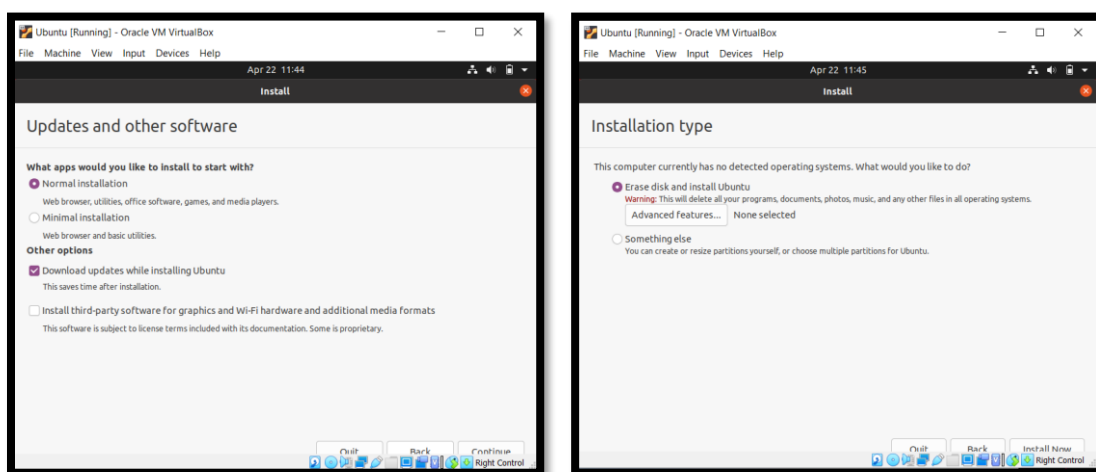 Ubuntu [Running] - Oracle VM VirtualBox
File Machine View Input Devices Help
Apr 22 11:44
Install
Updates and other software
What apps would you like to install to start with?
Normal installation
Web browser, utilities, office software, games, and media players.
Minimal installation
Web browser and basic utilities.
Other options
Download updates while installing Ubuntu
This saves time after installation.
Install third-party software for graphics and Wi-Fi hardware and additional media formats
This software is subject to license terms included with its documentation. Some is proprietary.
Quit Back Continue
Right Control
Ubuntu [Running] - Oracle VM VirtualBox
File Machine View Input Devices Help
Apr 22 11:45
Install
Installation type
This computer currently has no detected operating systems. What would you like to do?
Erase disk and install Ubuntu
Warning: This will delete all your programs, documents, photos, music, and any other files in all operating systems.
Advanced features... None selected
Something else
You can create or resize partitions yourself, or choose multiple partitions for Ubuntu.
Quit Back Install Now
Right Control